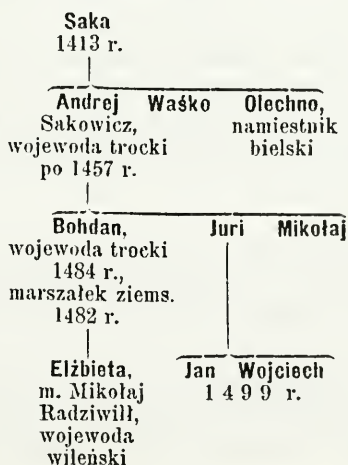 Saka
1413 r.
Andrej Waśko Olechno,
Sakowicz, namiestnik
wojewoda trocki bielski
po 1457 r.
Bohdan, Juri Mikołaj
wojewoda trocki
1484 r.,
marszałek ziems.
1482 r.
Elżbieta, Jan Wojciech
m. Mikołaj 1499 r.
Radziwiłł,
wojewoda
wileński